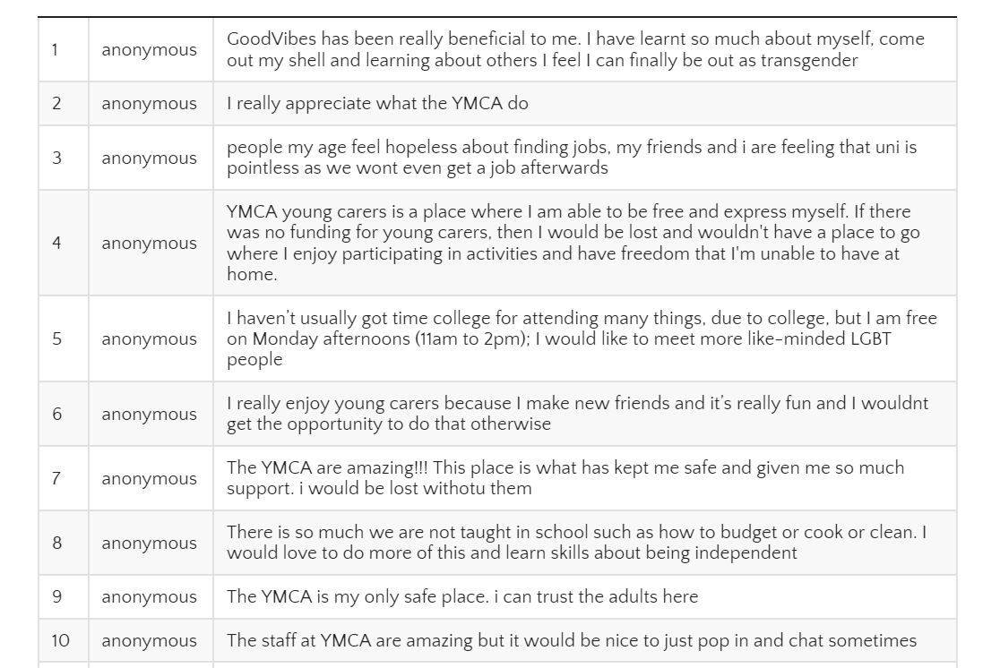 1 anonymous GoodVibes has been really beneficial to me. I have learnt so much about myself, come
out my shell and learning about others I feel I can finally be out as transgender
2 anonymous I really appreciate what the YMCA do
3 anonymous people my age feel hopeless about finding jobs, my friends and i are feeling that uni is
pointless as we wont even get a job afterwards
4 anonymous YMCA young carers is a place where I am able to be free and express myself. If there
was no funding for young carers, then I would be lost and wouldn't have a place to go
where I enjoy participating in activities and have freedom that I'm unable to have at
home.
5 anonymous I haven’t usually got time college for attending many things, due to college, but I am free
on Monday afternoons (11am to 2pm); I would like to meet more like-minded LGBT
people
6 anonymous I really enjoy young carers because I make new friends and it’s really fun and I wouldnt
get the opportunity to do that otherwise
7 anonymous The YMCA are amazing!!! This place is what has kept me safe and given me so much
support. i would be lost withotu them
8 anonymous There is so much we are not taught in school such as how to budget or cook or clean. I
would love to do more of this and learn skills about being independent
9 anonymous The YMCA is my only safe place. i can trust the adults here
10 anonymous The staff at YMCA are amazing but it would be nice to just pop in and chat sometimes